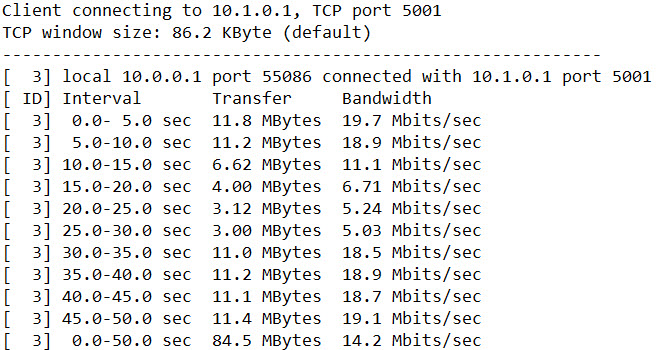 Client connecting to 10.1.0.1, TCP port 5001
TCP window size: 86.2 KByte (default)
------------------------------------------------------------
[  3] local 10.0.0.1 port 55086 connected with 10.1.0.1 port 5001
[ ID] Interval       Transfer     Bandwidth
[  3]  0.0- 5.0 sec  11.8 MBytes  19.7 Mbits/sec
[  3]  5.0-10.0 sec  11.2 MBytes  18.9 Mbits/sec
[  3] 10.0-15.0 sec  6.62 MBytes  11.1 Mbits/sec
[  3] 15.0-20.0 sec  4.00 MBytes  6.71 Mbits/sec
[  3] 20.0-25.0 sec  3.12 MBytes  5.24 Mbits/sec
[  3] 25.0-30.0 sec  3.00 MBytes  5.03 Mbits/sec
[  3] 30.0-35.0 sec  11.0 MBytes  18.5 Mbits/sec
[  3] 35.0-40.0 sec  11.2 MBytes  18.9 Mbits/sec
[  3] 40.0-45.0 sec  11.1 MBytes  18.7 Mbits/sec
[  3] 45.0-50.0 sec  11.4 MBytes  19.1 Mbits/sec
[  3]  0.0-50.0 sec  84.5 MBytes  14.2 Mbits/sec